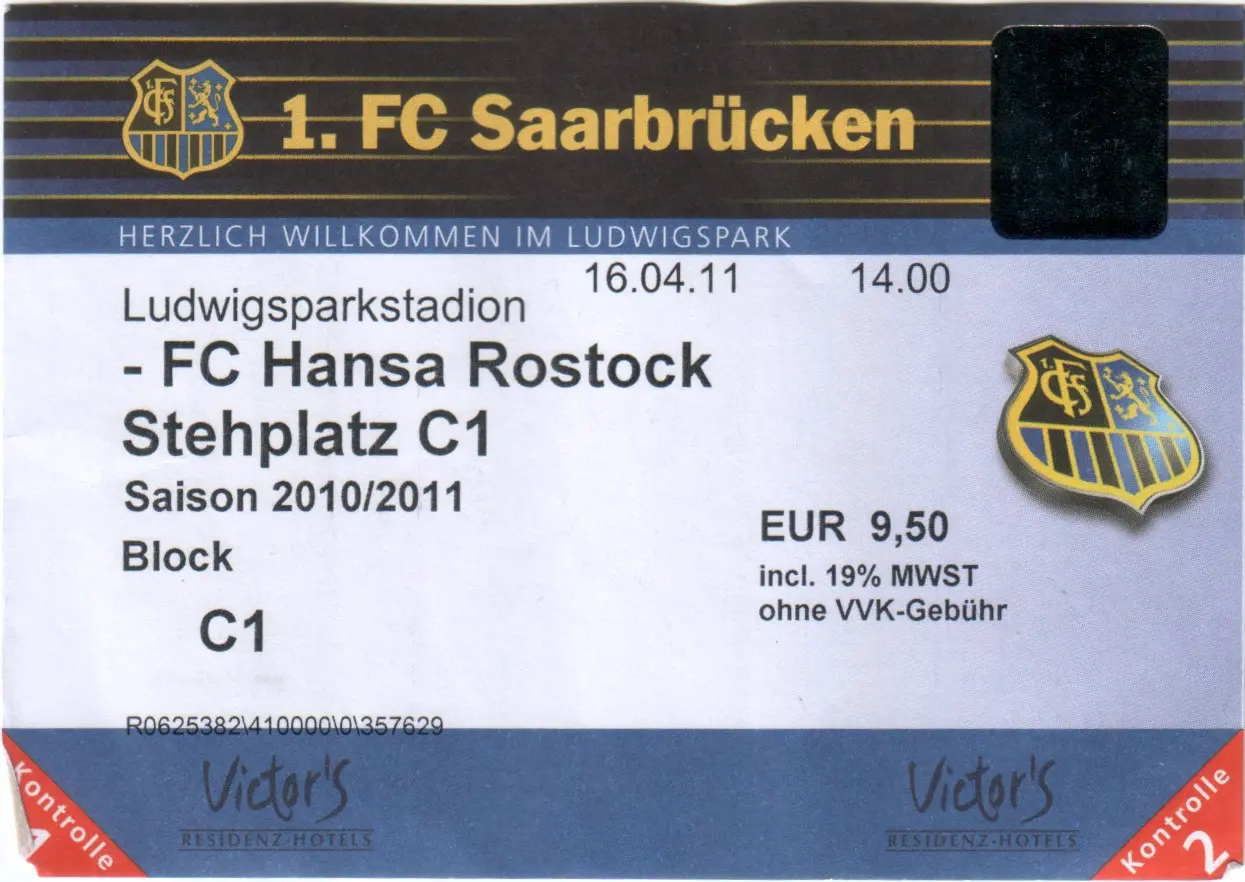 1. FC Saarbrücken
HERZLICH WILLKOMMEN IM LUDWIGSPARK
16.04.11 14.00
Ludwigsparkstadion
- FC Hansa Rostock
Stehplatz C1
Saison 2010/2011
EUR 9,50
Block
incl. 19% MWST
ohne VVK-Gebühr
C1
R0625382\410000\0\357629
Victor's
RESIDENZ-HOTELS
Victor's
RESIDENZ-HOTELS
Kontrolle
1
Kontrolle
2